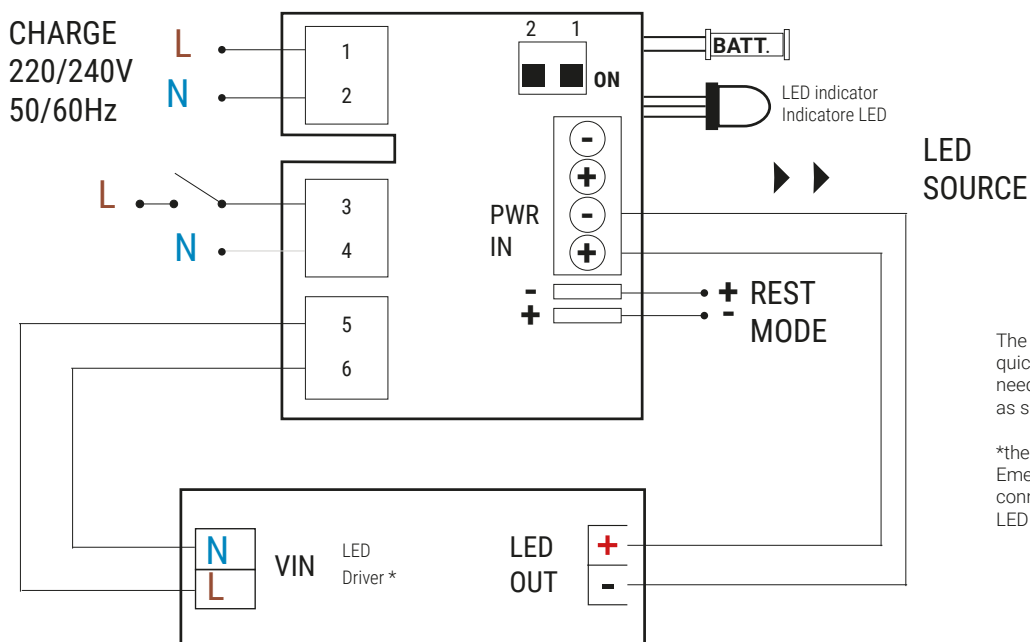 CHARGE
220/240V
50/60Hz
L
N
1
2
2 1
ON
BATT.
LED indicator
Indicatore LED
LED
SOURCE
L
N
3
4
PWR
IN
-
+
-
+
-
+
+
-
REST
MODE
5
6
The
quic
need
as s
*the
Eme
conn
LED
N
L
VIN
LED
Driver *
LED
OUT
+
-